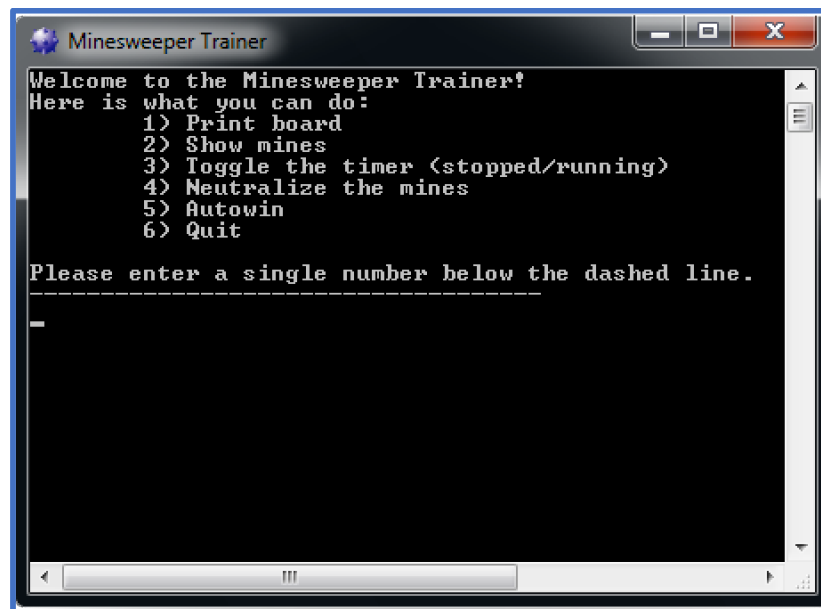 Minesweeper Trainer
Welcome to the Minesweeper Trainer!
Here is what you can do:
1) Print board
2) Show mines
3) Toggle the timer (stopped/running)
4) Neutralize the mines
5) Autowin
6) Quit
Please enter a single number below the dashed line.
------------------------------------